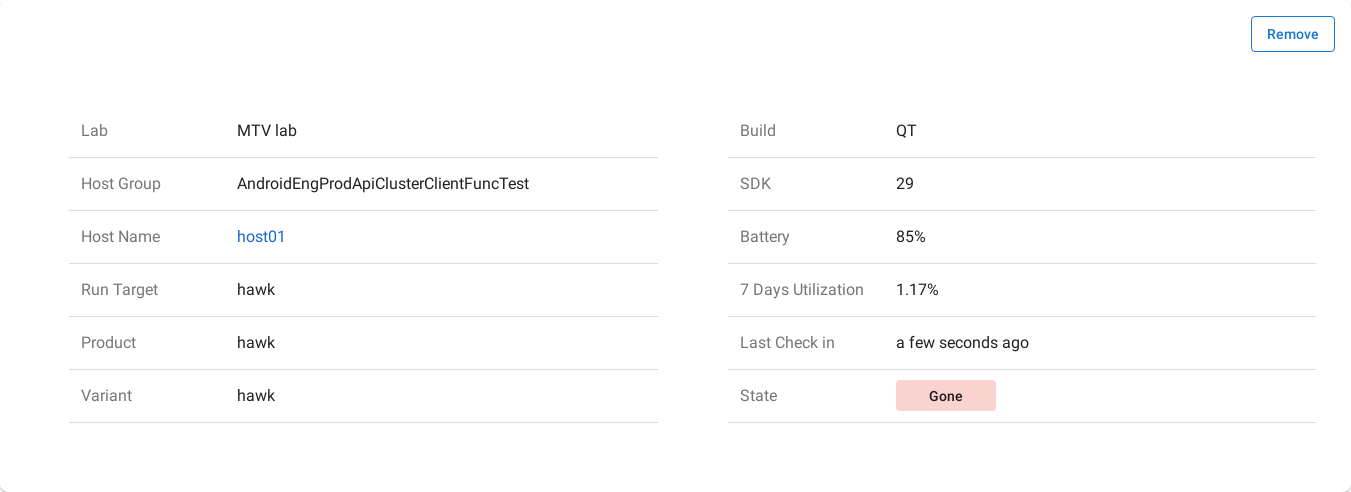 Remove
Lab MTV lab
Host Group AndroidEngProdApiClusterClientFuncTest
Host Name host01
Run Target hawk
Product hawk
Variant hawk
Build QT
SDK 29
Battery 85%
7 Days Utilization 1.17%
Last Check in a few seconds ago
State Gone